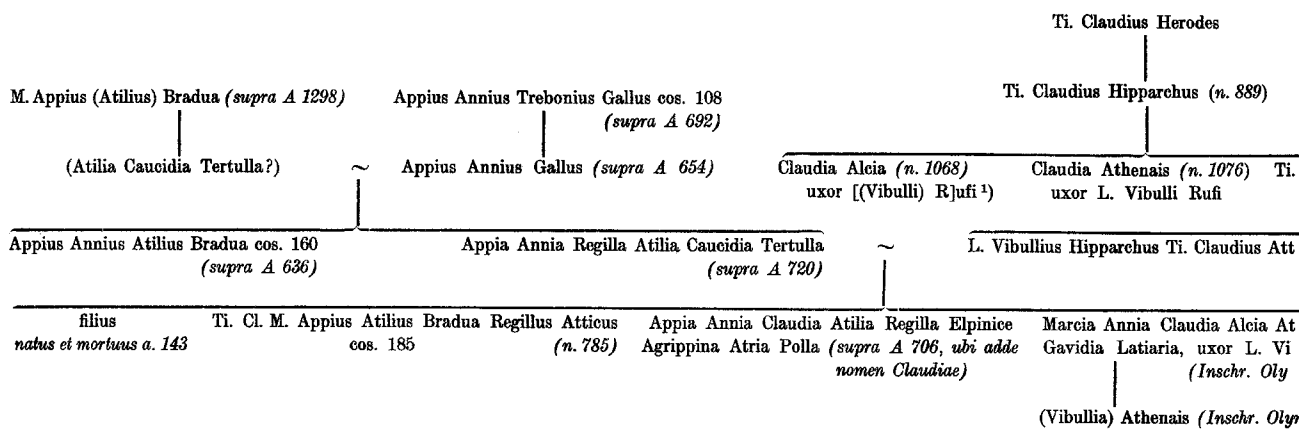 Ti. Claudius Herodes
M. Appius (Atilius) Bradua (supra A 1298) Appius Annius Trebonius Gallus cos. 108 Ti. Claudius Hipparchus (n. 889)
(supra A 692)
(Atilia Caucidia Tertulla?) ~ Appius Annius Gallus (supra A 654) Claudia Alcia (n. 1068) Claudia Athenais (n. 1076) Ti.
uxor [(Vibulli) R]ufi ¹) uxor L. Vibulli Rufi
Appius Annius Atilius Bradua cos. 160 Appia Annia Regilla Atilia Caucidia Tertulla ~ L. Vibullius Hipparchus Ti. Claudius Att
(supra A 636) (supra A 720)
filius Ti. Cl. M. Appius Atilius Bradua Regillus Atticus Appia Annia Claudia Atilia Regilla Elpinice Marcia Annia Claudia Alcia At
natus et mortuus a. 143 cos. 185 (n. 785) Agrippina Atria Polla (supra A 706, ubi adde Gavidia Latiaria, uxor L. Vi
nomen Claudiae) (Inschr. Oly
(Vibullia) Athenais (Inschr. Olyr